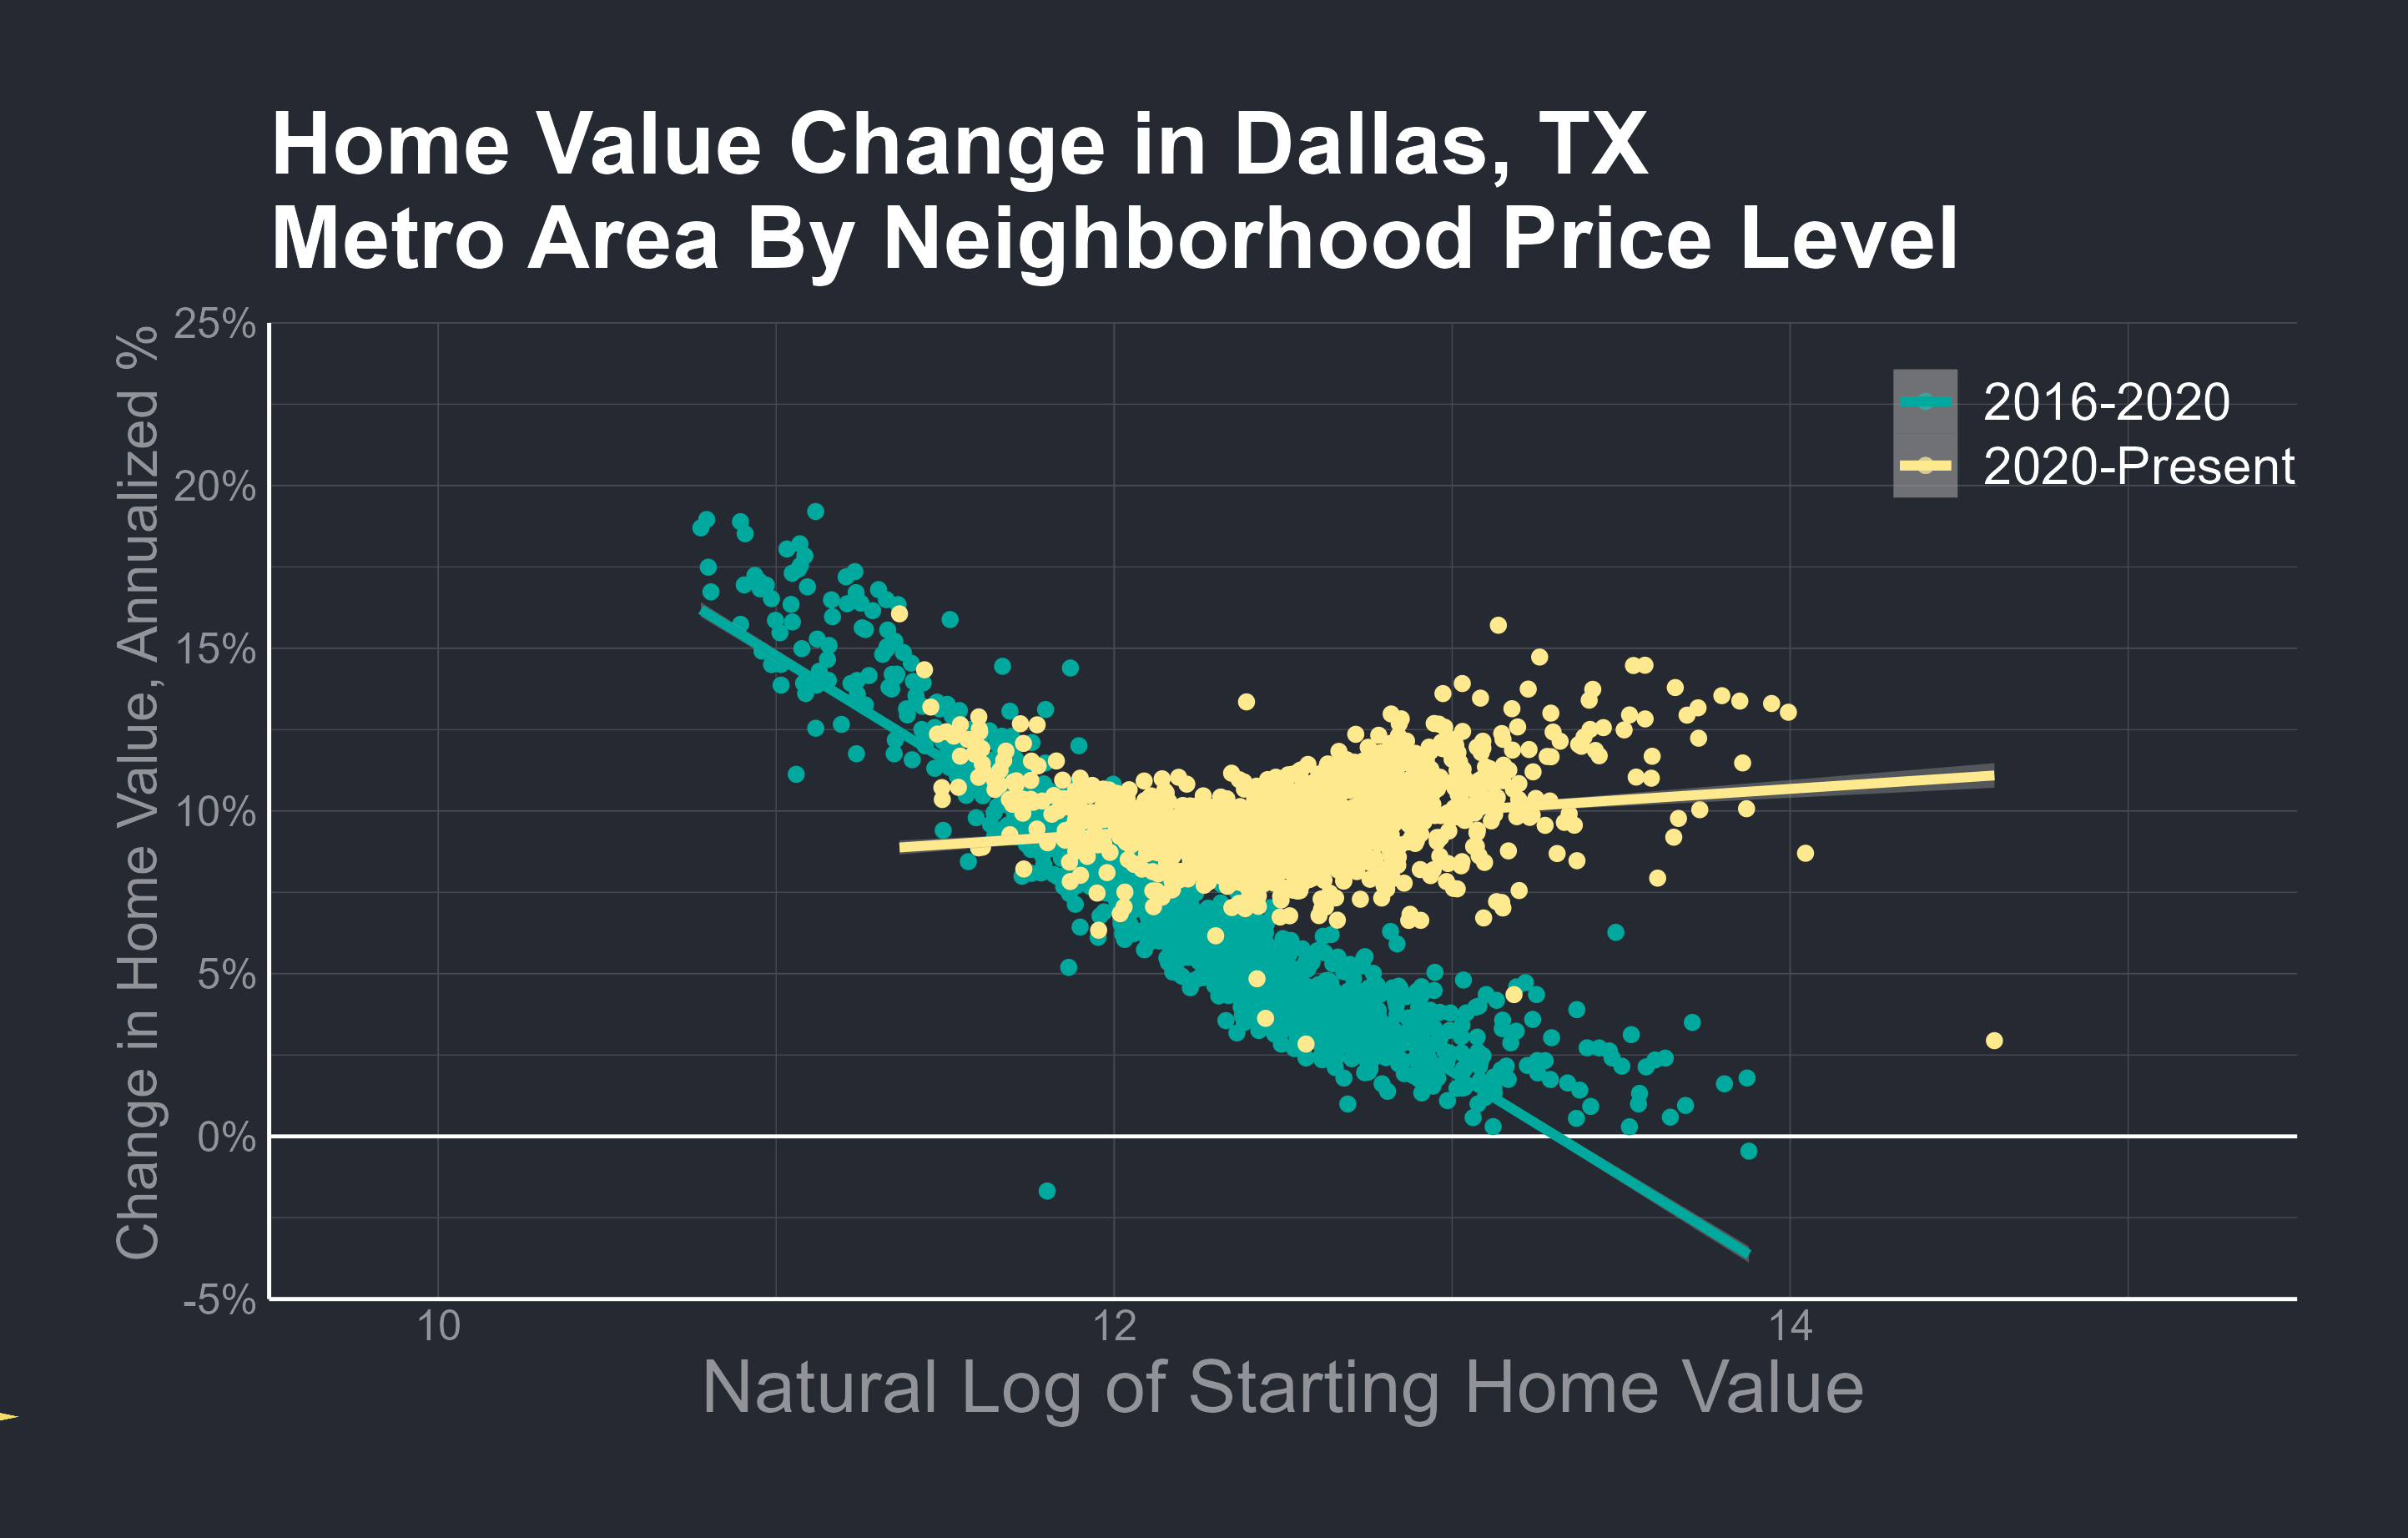 Home Value Change in Dallas, TX
Metro Area By Neighborhood Price Level
Change in Home Value, Annualized %
25%
20%
15%
10%
5%
0%
-5%
2016-2020
2020-Present
10
12
14
Natural Log of Starting Home Value